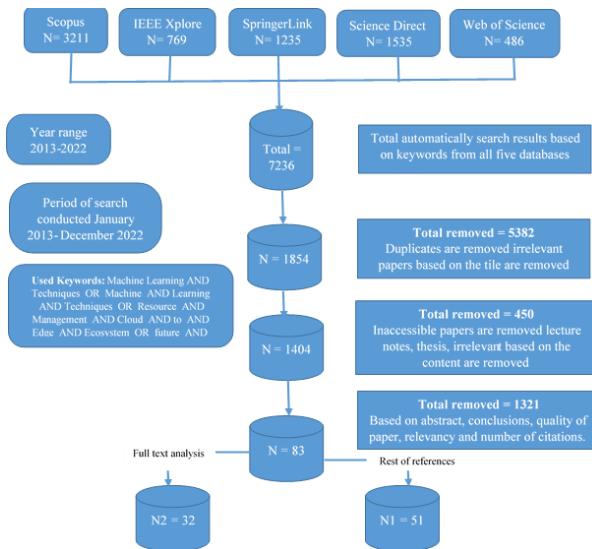 Scopus
N= 3211
IEEE Xplore
N= 769
SpringerLink
N= 1235
Science Direct
N= 1535
Web of Science
N= 486
Year range
2013-2022
Total =
7236
Total automatically search results based
on keywords from all five databases
Period of search
conducted January
2013- December 2022
N = 1854
Total removed = 5382
Duplicates are removed irrelevant
papers based on the tile are removed
Used Keywords: Machine Learning AND
Techniques OR Machine AND Learning
AND Techniques OR Resource AND
Management AND Cloud AND to AND
Edge AND Ecosystem OR future AND
N = 1404
Total removed = 450
Inaccessible papers are removed lecture
notes, thesis, irrelevant based on the
content are removed
N = 83
Total removed = 1321
Based on abstract, conclusions, quality of
paper, relevancy and number of citations.
Full text analysis
Rest of references
N2 = 32
N1 = 51